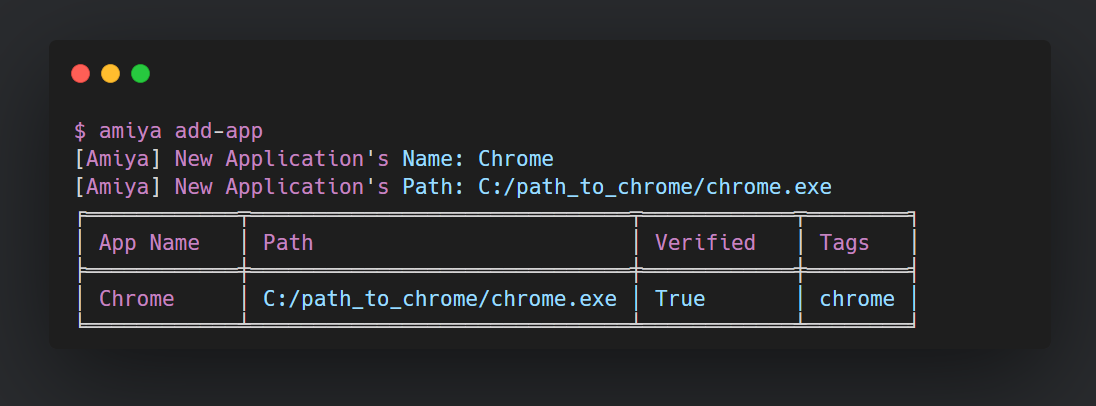 $ amiya add-app
[Amiya] New Application's Name: Chrome
[Amiya] New Application's Path: C:/path_to_chrome/chrome.exe
App Name Path Verified Tags
Chrome C:/path_to_chrome/chrome.exe True chrome